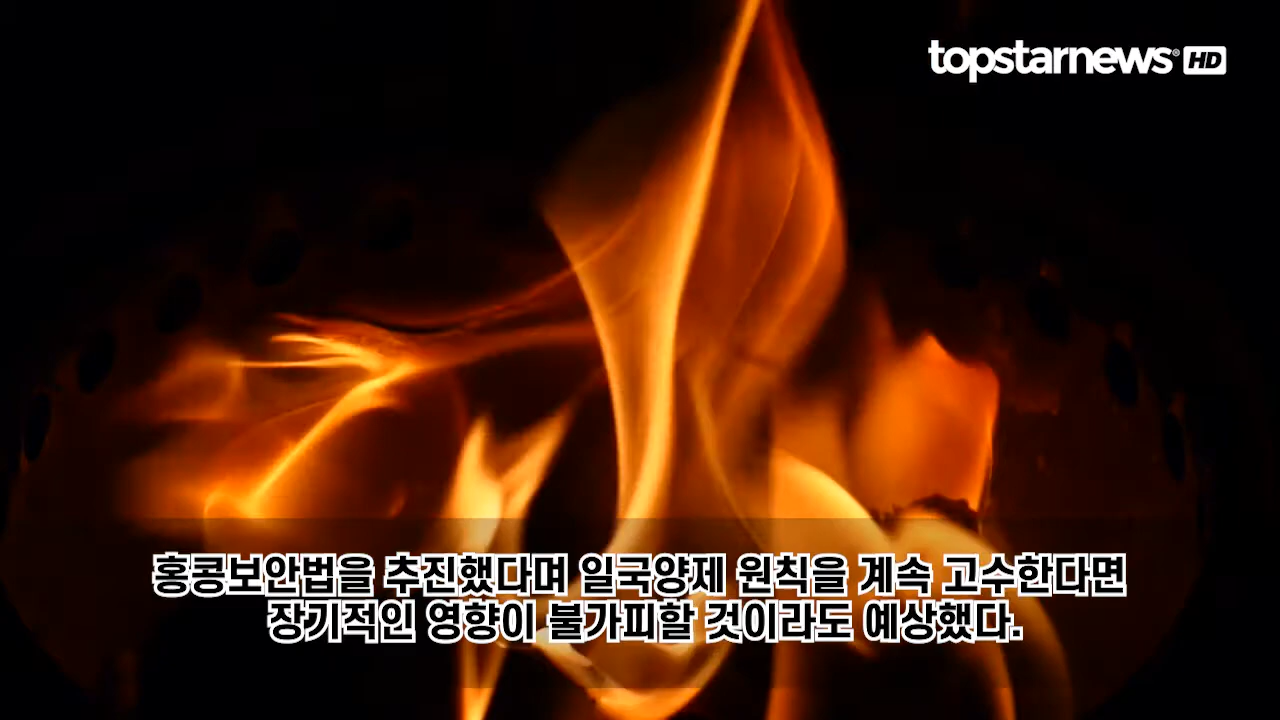 topstarnews® HD
홍콩보안법을 추진했다며 일국양제 원칙을 계속 고수한다면
장기적인 영향이 불가피할 것이라도 예상했다.